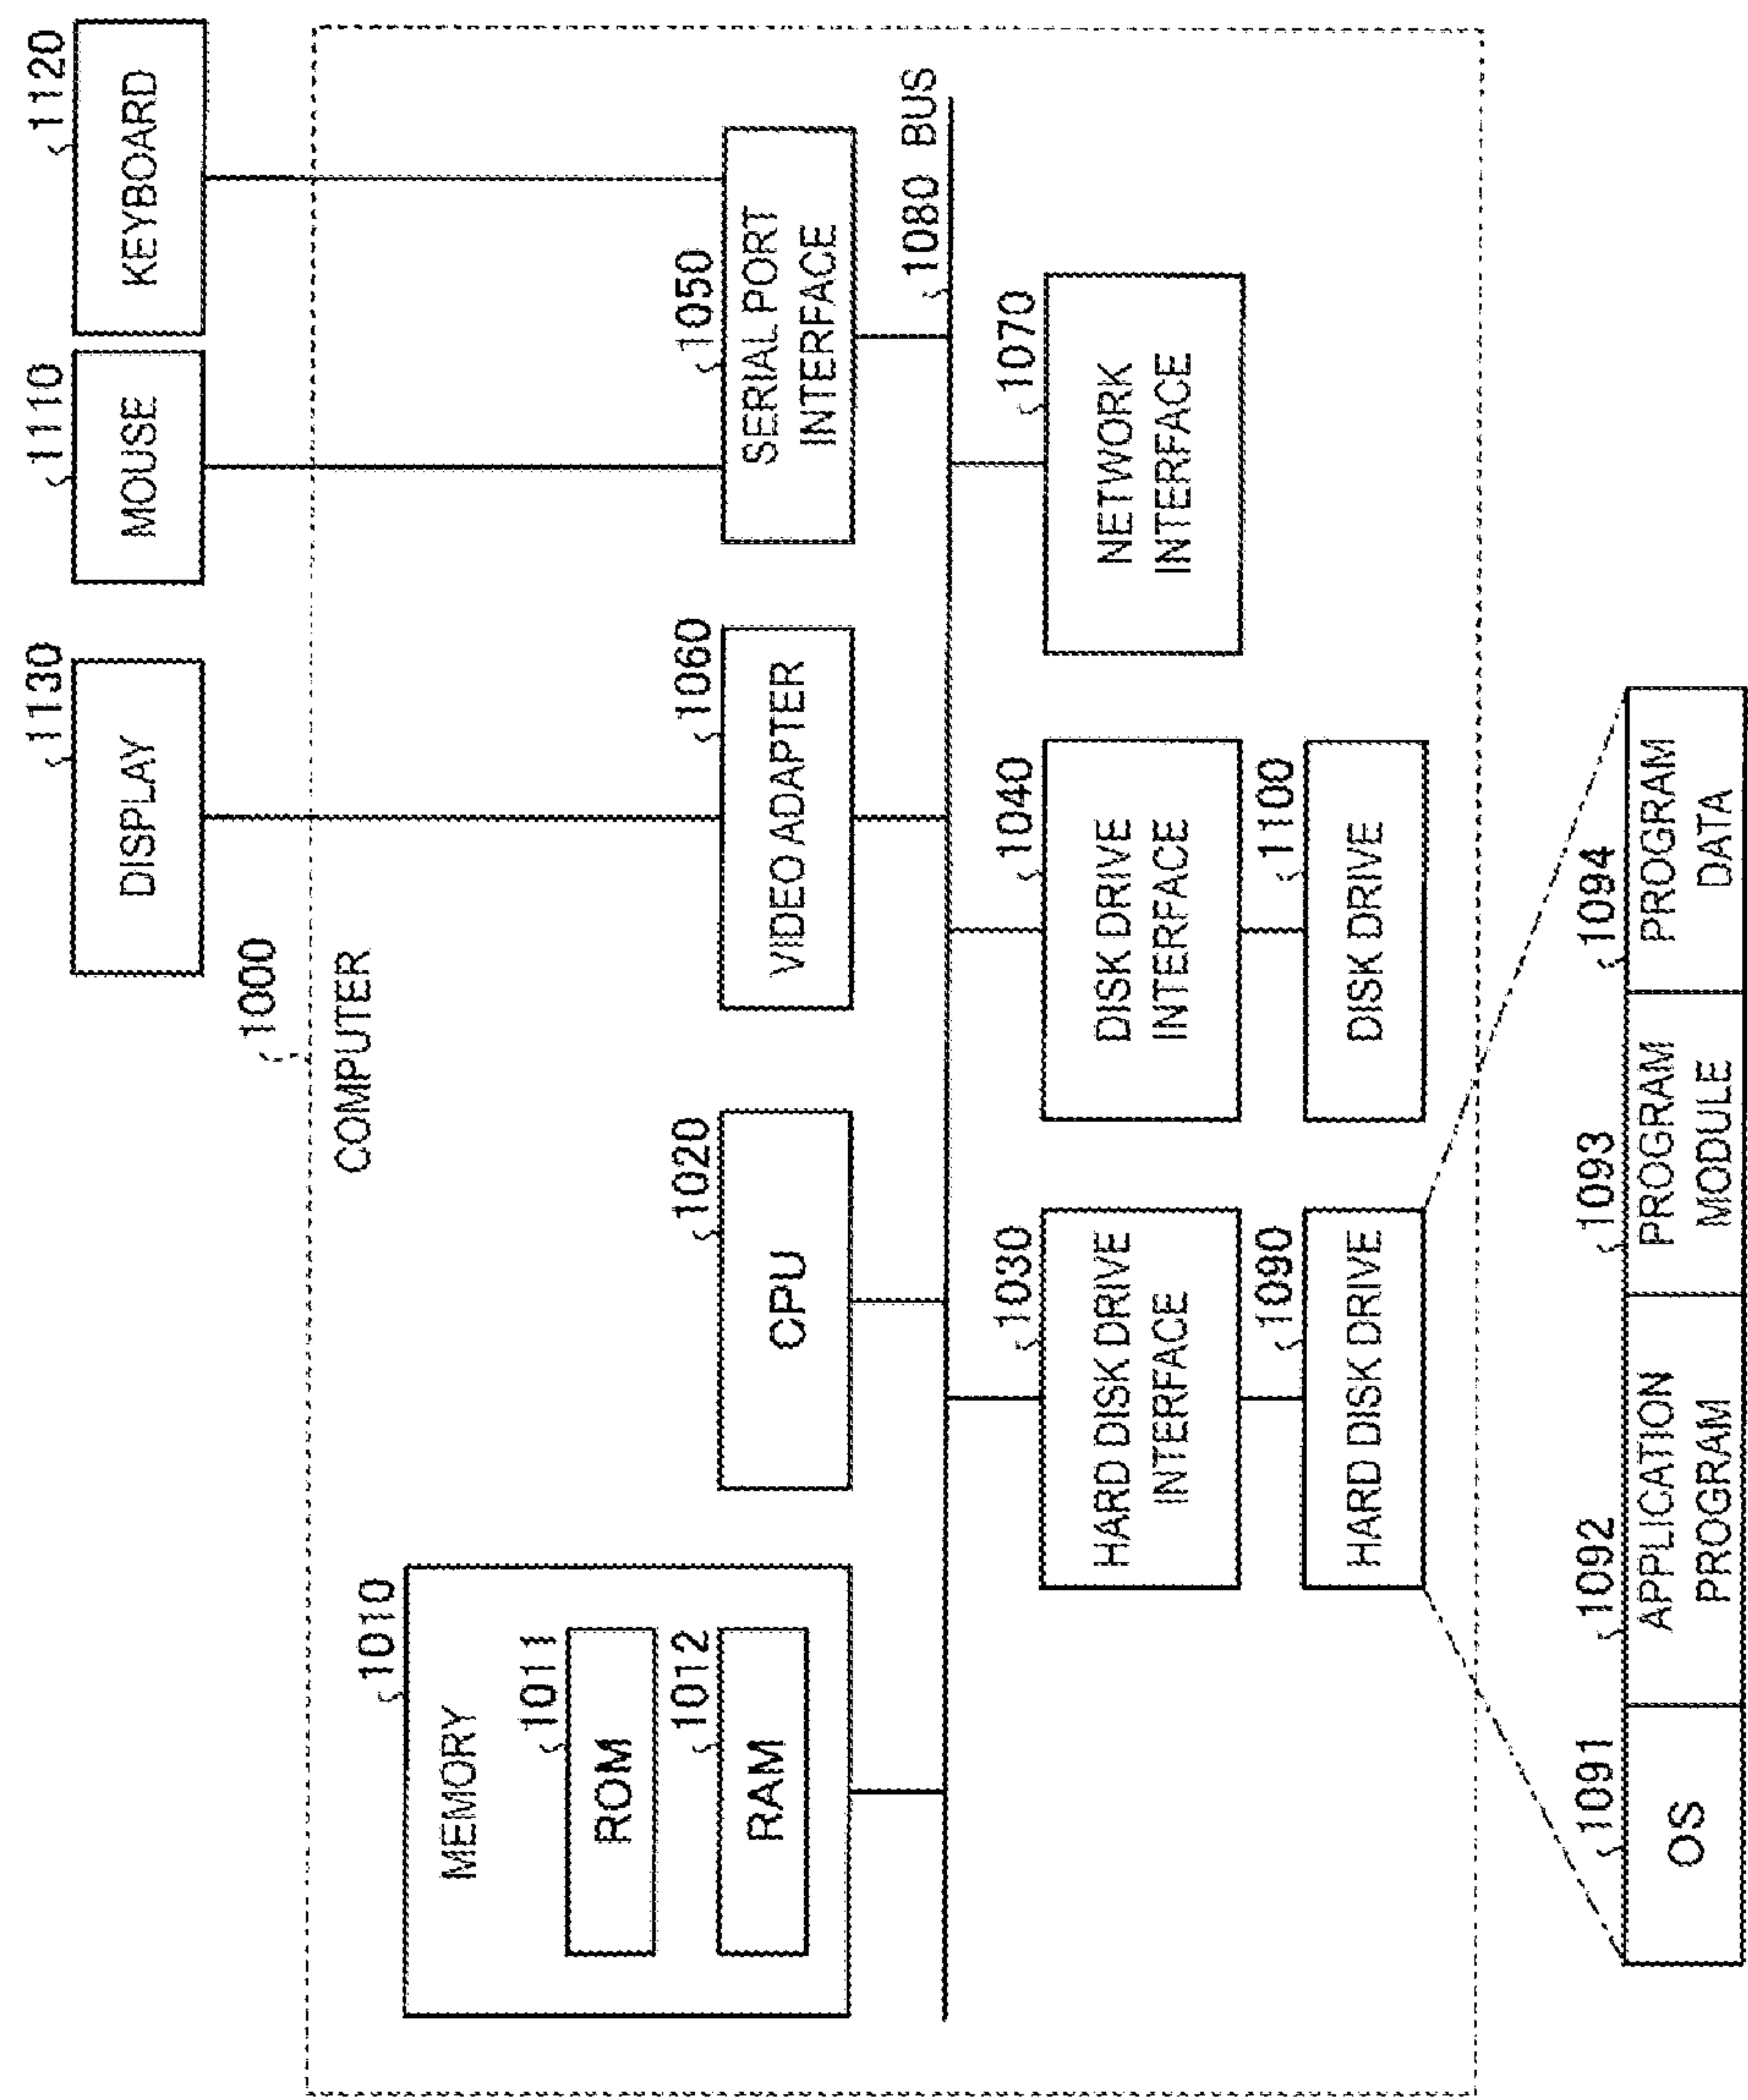 1130
DISPLAY
1110
MOUSE
1120
KEYBOARD
1000
COMPUTER
1010
MEMORY
1011
ROM
1012
RAM
1020
CPU
1060
VIDEO ADAPTER
1050
SERIAL PORT
INTERFACE
1080 BUS
1030
HARD DISK DRIVE
INTERFACE
1040
DISK DRIVE
INTERFACE
1070
NETWORK
INTERFACE
1090
HARD DISK DRIVE
1100
DISK DRIVE
1091
OS
1092
APPLICATION
PROGRAM
1093
PROGRAM
MODULE
1094
PROGRAM
DATA